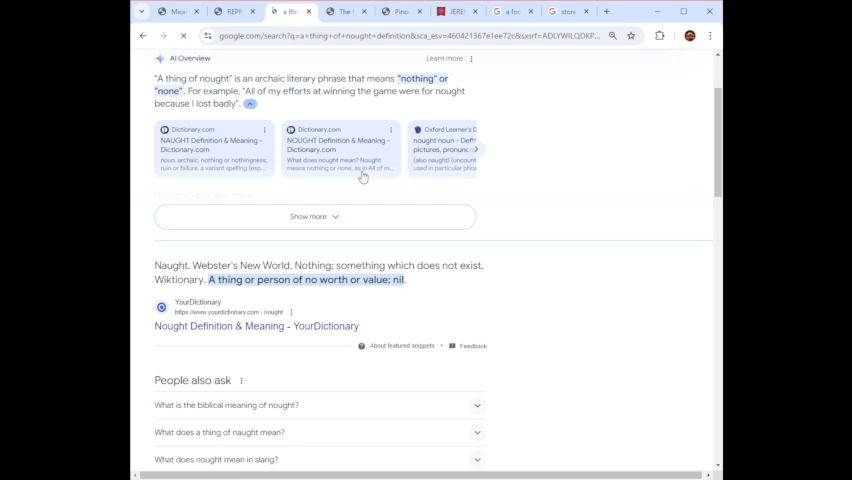 Micr
REPR
a thin
The I
Pino
JERE
a foc
stone
google.com/search?q=a+thing+of+nought+definition&sca_esv=460421367e1ee72c&sxsrf=ADLYWILQDKP...
AI Overview
Learn more
"A thing of nought" is an archaic literary phrase that means "nothing" or
"none". For example, "All of my efforts at winning the game were for nought
because I lost badly".
Dictionary.com
NAUGHT Definition & Meaning -
Dictionary.com
noun. archaic, nothing or nothingness;
ruin or failure, a variant spelling (esp...
Dictionary.com
NOUGHT Definition & Meaning -
Dictionary.com
What does nought mean? Nought
means nothing or none, as in All of m...
Oxford Learner's D
nought noun - Defi
pictures, pronunc
(also naught) [uncount
used in particular phra
Show more
Naught. Webster's New World. Nothing; something which does not exist.
Wiktionary. A thing or person of no worth or value; nil.
YourDictionary
https://www.yourdictionary.com › nought
Nought Definition & Meaning - YourDictionary
About featured snippets
Feedback
People also ask
What is the biblical meaning of nought?
What does a thing of naught mean?
What does nought mean in slang?